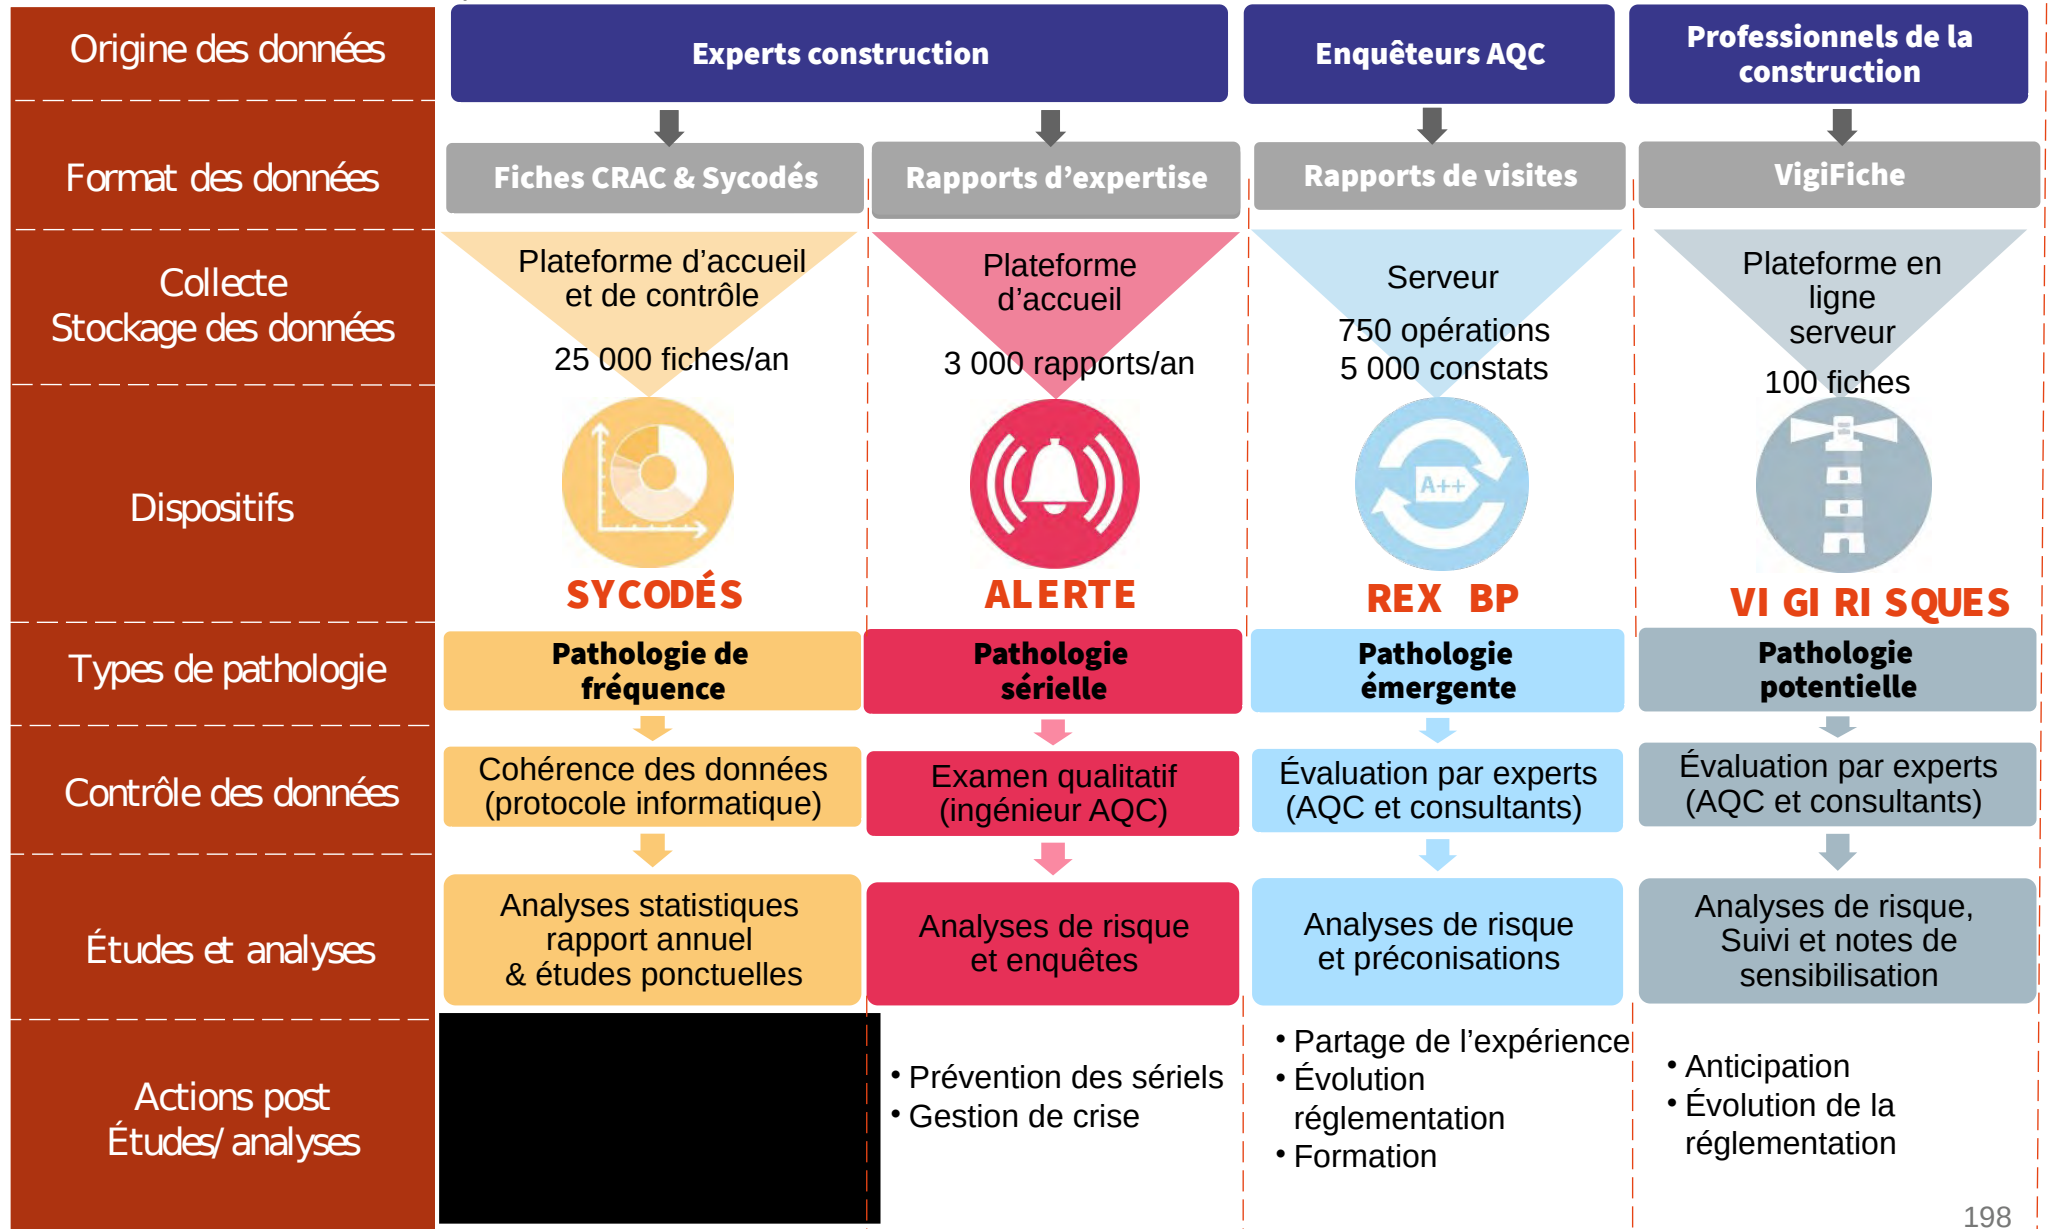 Origine des données
Experts construction
Enquêteurs AQC
Professionnels de la
construction
Format des données
Fiches CRAC & Sycodés
Rapports d’expertise
Rapports de visites
VigiFiche
Collecte
Stockage des données
Plateforme d’accueil
et de contrôle
25 000 fiches/an
Plateforme
d’accueil
3 000 rapports/an
Serveur
750 opérations
5 000 constats
Plateforme en
ligne
serveur
100 fiches
Dispositifs
A++
SYCODÉS
ALERTE
REX BP
VIGIRISQUES
Types de pathologie
Pathologie de
fréquence
Pathologie
sérielle
Pathologie
émergente
Pathologie
potentielle
Contrôle des données
Cohérence des données
(protocole informatique)
Examen qualitatif
(ingénieur AQC)
Évaluation par experts
(AQC et consultants)
Évaluation par experts
(AQC et consultants)
Études et analyses
Analyses statistiques
rapport annuel
& études ponctuelles
Analyses de risque
et enquêtes
Analyses de risque
et préconisations
Analyses de risque,
Suivi et notes de
sensibilisation
Actions post
Études/analyses
• Prévention des sériels
• Gestion de crise
• Partage de l’expérience
• Évolution
réglementation
• Formation
• Anticipation
• Évolution de la
réglementation
198